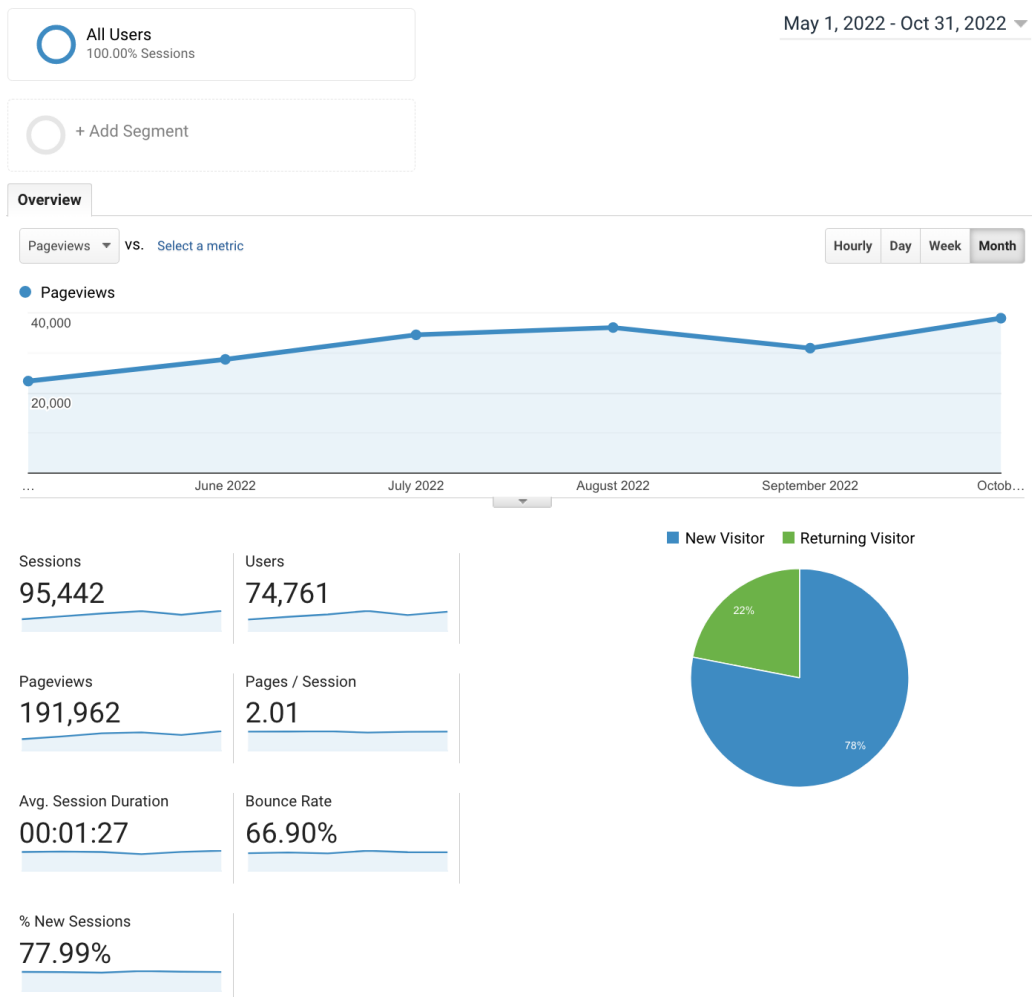 All Users
100.00% Sessions
May 1, 2022 - Oct 31, 2022
+ Add Segment
Overview
Pageviews vs. Select a metric
Hourly Day Week Month
Pageviews
40,000
20,000
... June 2022 July 2022 August 2022 September 2022 Octob...
New Visitor Returning Visitor
Sessions
95,442
Users
74,761
Pageviews
191,962
Pages / Session
2.01
Avg. Session Duration
00:01:27
Bounce Rate
66.90%
% New Sessions
77.99%
22%
78%